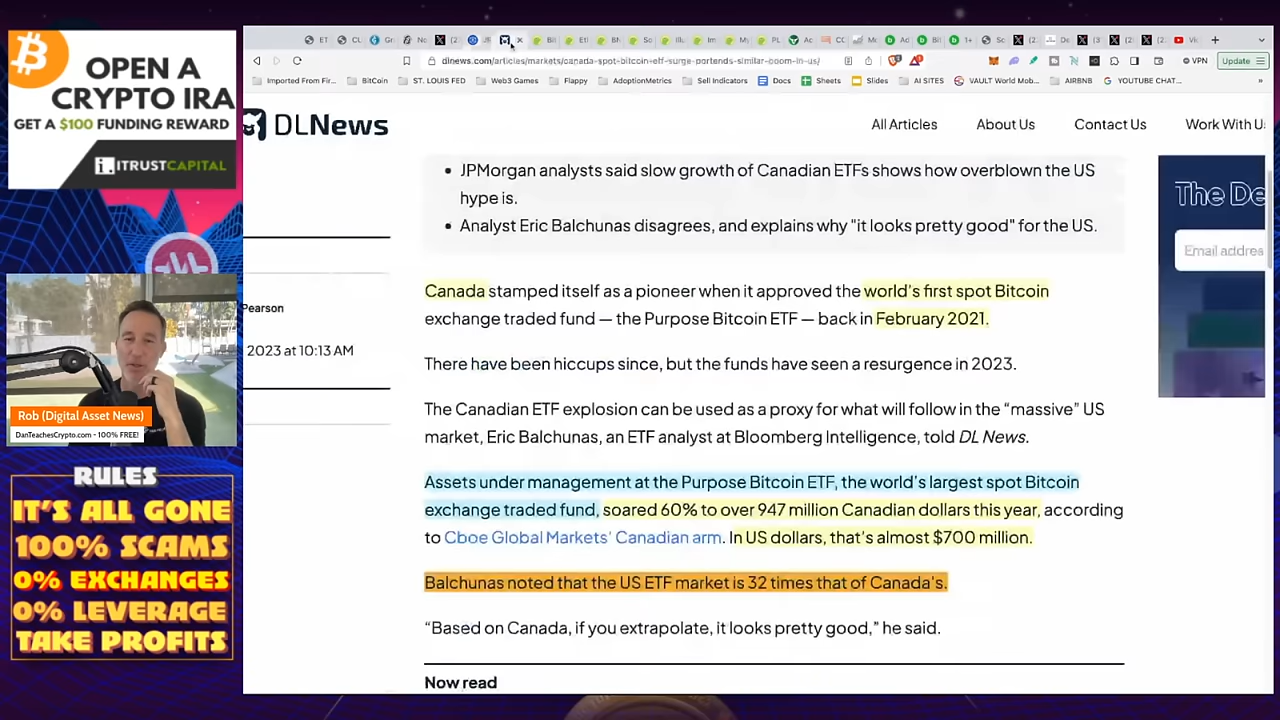 OPEN A
CRYPTO IRA
GET A $100 FUNDING REWARD
ITRUSTCAPITAL
Rob (Digital Asset News)
DanTeachesCrypto.com - 100% FREE!
RULES
IT'S ALL GONE
100% SCAMS
0% EXCHANGES
0% LEVERAGE
TAKE PROFITS
dlnews.com/articles/markets/canada-spot-bitcoin-etf-surge-portends-similar-boom-in-us/
VPN
Update
Imported From Fir...
BitCoin
ST. LOUIS FED
Web3 Games
Flappy
AdoptionMetrics
Sell Indicators
Docs
Sheets
Slides
AI SITES
VAULT World Mob...
AIRBNB
YOUTUBE CHAT...
DLNews
All Articles
About Us
Contact Us
Work With Us
Pearson
2023 at 10:13 AM
• JPMorgan analysts said slow growth of Canadian ETFs shows how overblown the US
hype is.
• Analyst Eric Balchunas disagrees, and explains why "it looks pretty good" for the US.
Canada stamped itself as a pioneer when it approved the world's first spot Bitcoin
exchange traded fund — the Purpose Bitcoin ETF — back in February 2021.
There have been hiccups since, but the funds have seen a resurgence in 2023.
The Canadian ETF explosion can be used as a proxy for what will follow in the “massive” US
market, Eric Balchunas, an ETF analyst at Bloomberg Intelligence, told DL News.
Assets under management at the Purpose Bitcoin ETF, the world's largest spot Bitcoin
exchange traded fund, soared 60% to over 947 million Canadian dollars this year, according
to Cboe Global Markets' Canadian arm. In US dollars, that's almost $700 million.
Balchunas noted that the US ETF market is 32 times that of Canada's.
“Based on Canada, if you extrapolate, it looks pretty good,” he said.
Now read
The De
Email addres